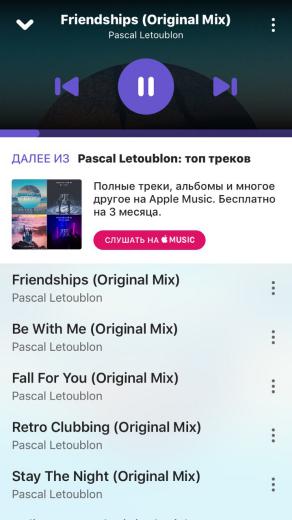 Friendships (Original Mix)
Pascal Letoublon
ДАЛЕЕ ИЗ Pascal Letoublon: топ треков
Полные треки, альбомы и многое
другое на Apple Music. Бесплатно
на 3 месяца.
СЛУШАТЬ НА MUSIC
Friendships (Original Mix)
Pascal Letoublon
Be With Me (Original Mix)
Pascal Letoublon
Fall For You (Original Mix)
Pascal Letoublon
Retro Clubbing (Original Mix)
Pascal Letoublon
Stay The Night (Original Mix)
Pascal Letoublon